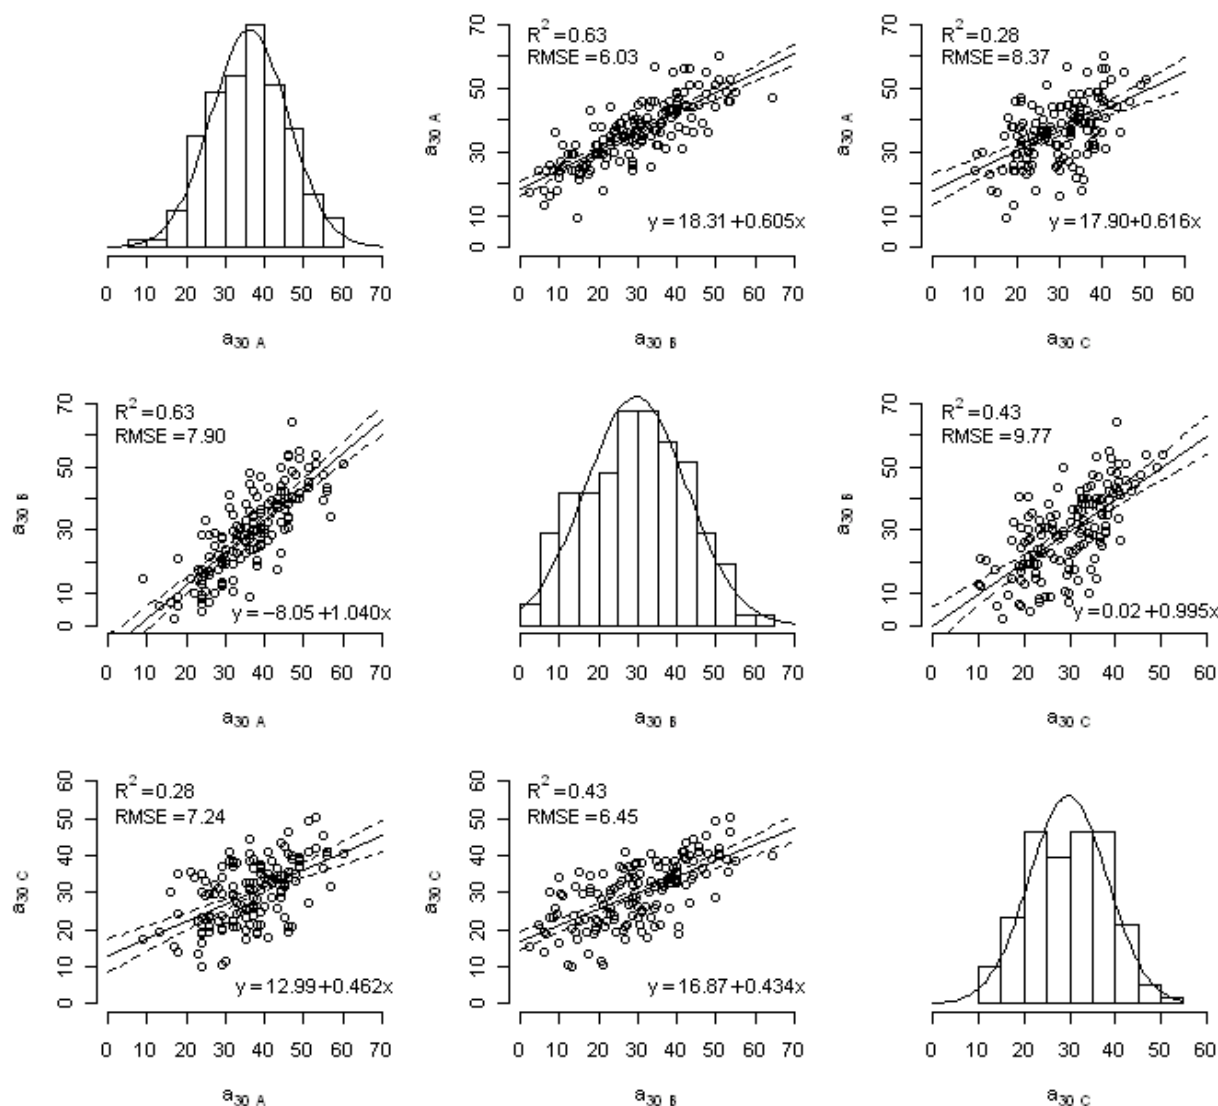 R²=0.63
RMSE=6.03
R²=0.28
RMSE=8.37
a30 A
a30 A
70
50
30
10
0
70
50
30
10
0
y=18.31+0.605x
y=17.90+0.616x
0 10 20 30 40 50 60 70
0 10 20 30 40 50 60 70
0 10 20 30 40 50 60
a30 A
a30 B
a30 C
R²=0.63
RMSE=7.90
R²=0.43
RMSE=9.77
a30 B
a30 B
70
50
30
10
0
70
50
30
10
0
y=−8.05+1.040x
y=0.02+0.995x
0 10 20 30 40 50 60 70
0 10 20 30 40 50 60 70
0 10 20 30 40 50 60
a30 A
a30 B
a30 C
R²=0.28
RMSE=7.24
R²=0.43
RMSE=6.45
a30 C
a30 C
60
50
40
30
20
10
0
60
50
40
30
20
10
0
y=12.99+0.462x
y=16.87+0.434x
0 10 20 30 40 50 60 70
0 10 20 30 40 50 60 70
0 10 20 30 40 50 60
a30 A
a30 B
a30 C